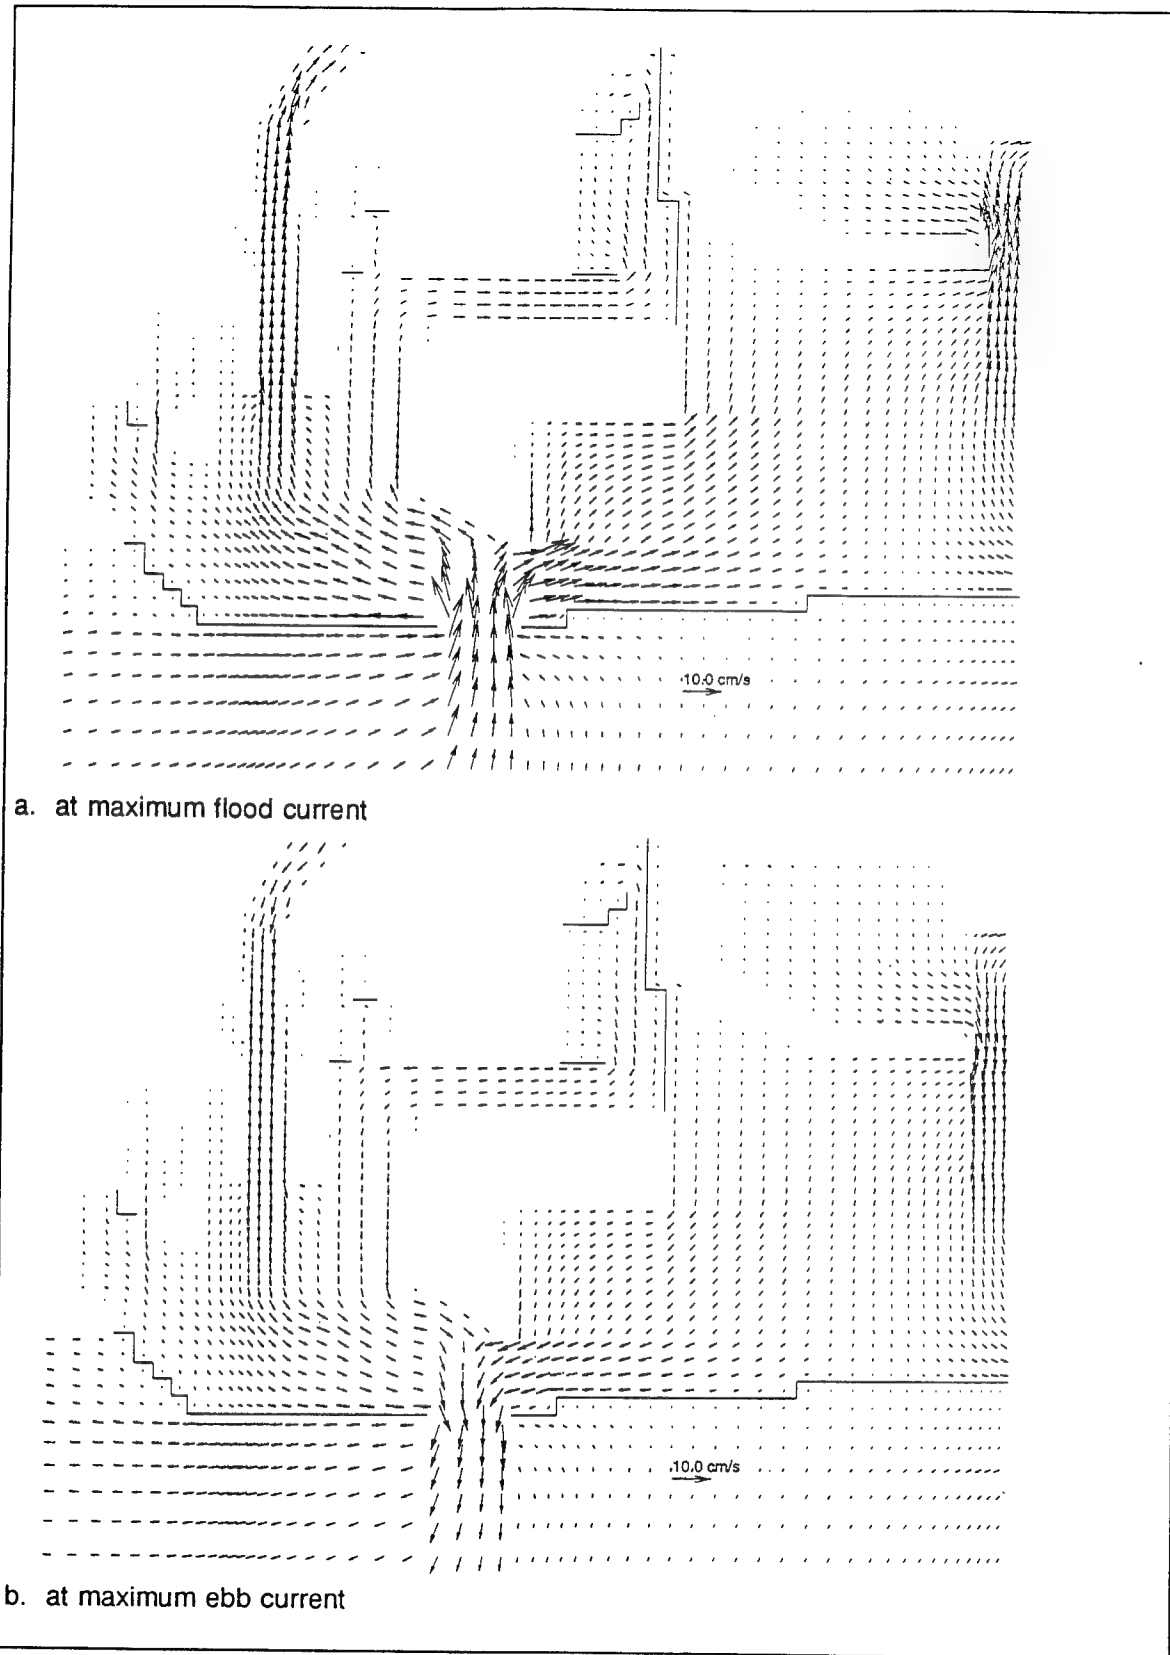 10.0 cm/s
a. at maximum flood current
10.0 cm/s
b. at maximum ebb current